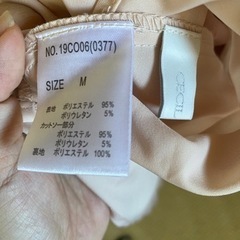 NO.19CO06(0377)
SIZE M
表地 ポリエステル 95%
ポリウレタン 5%
カットソー部分
ポリエステル 95%
ポリウレタン 5%
裏地 ポリエステル 100%